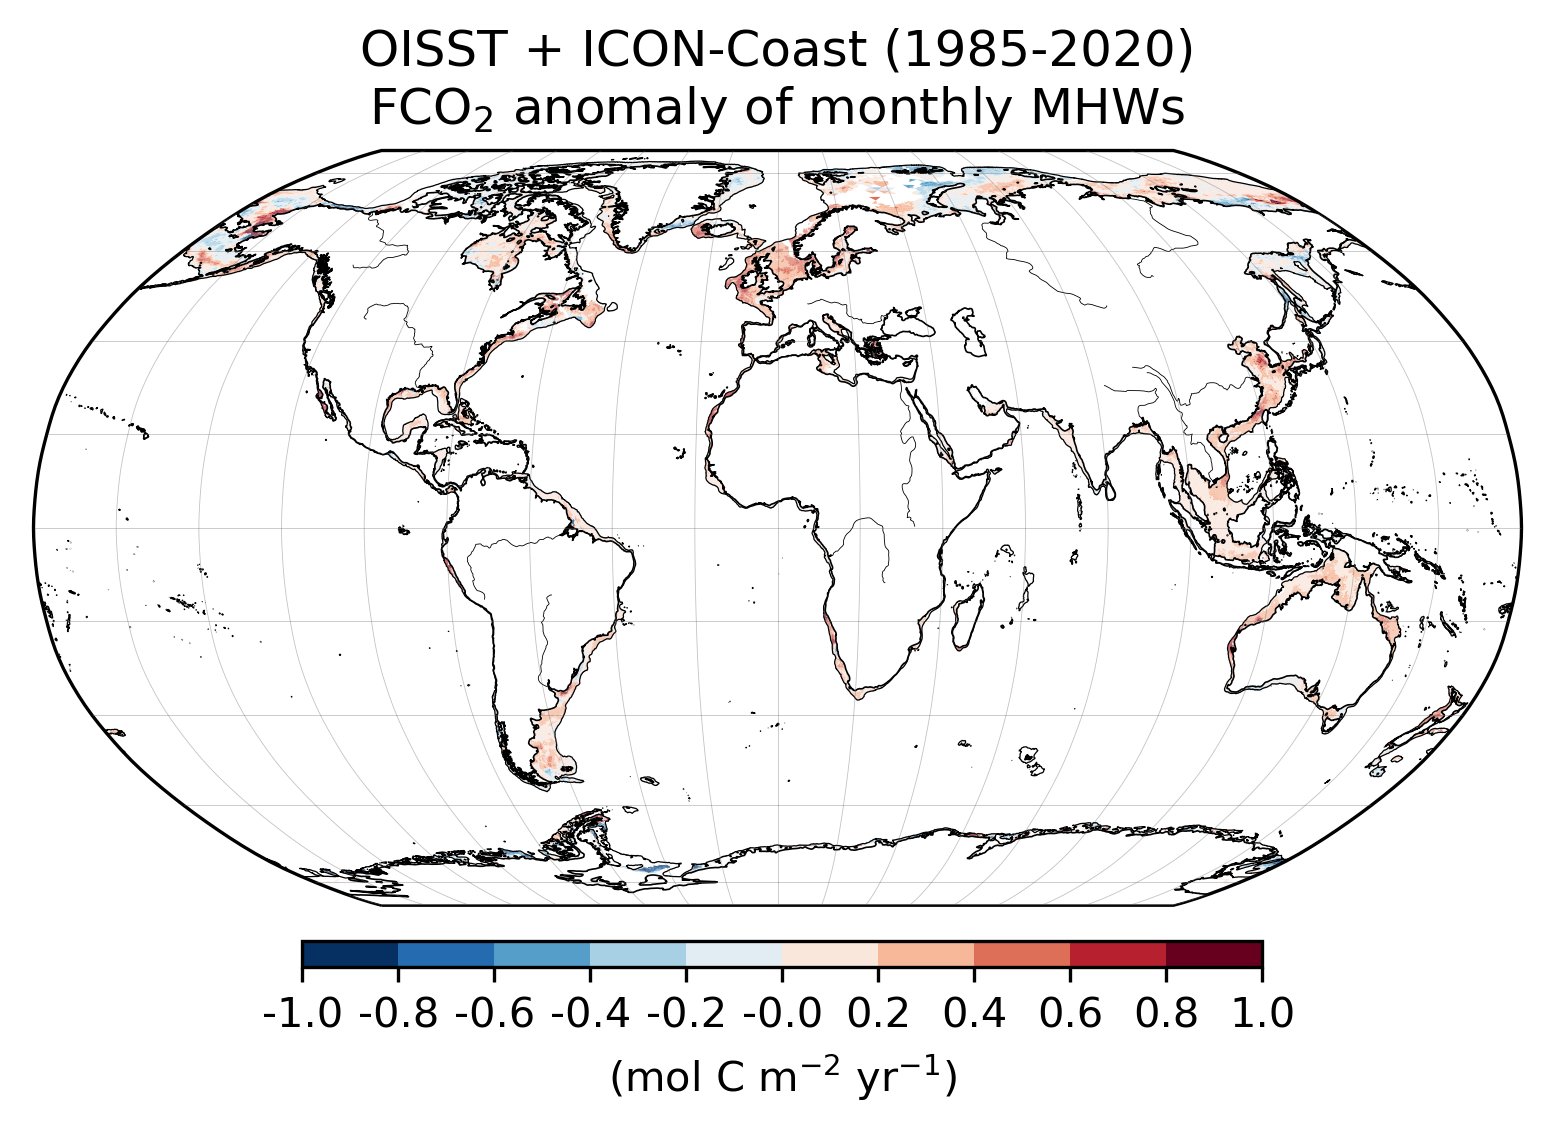 OISST + ICON-Coast (1985-2020)
FCO₂ anomaly of monthly MHWs
-1.0 -0.8 -0.6 -0.4 -0.2 -0.0 0.2 0.4 0.6 0.8 1.0
(mol C m⁻² yr⁻¹)